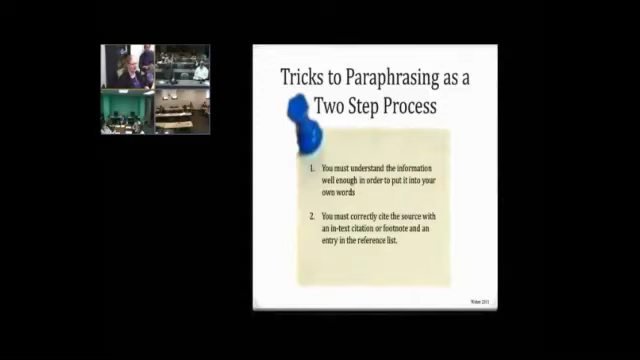 Tricks to Paraphrasing as a
Two Step Process
1. You must understand the information
well enough in order to put it into your
own words
2. You must correctly cite the source with
an in-text citation or footnote and an
entry in the reference list.